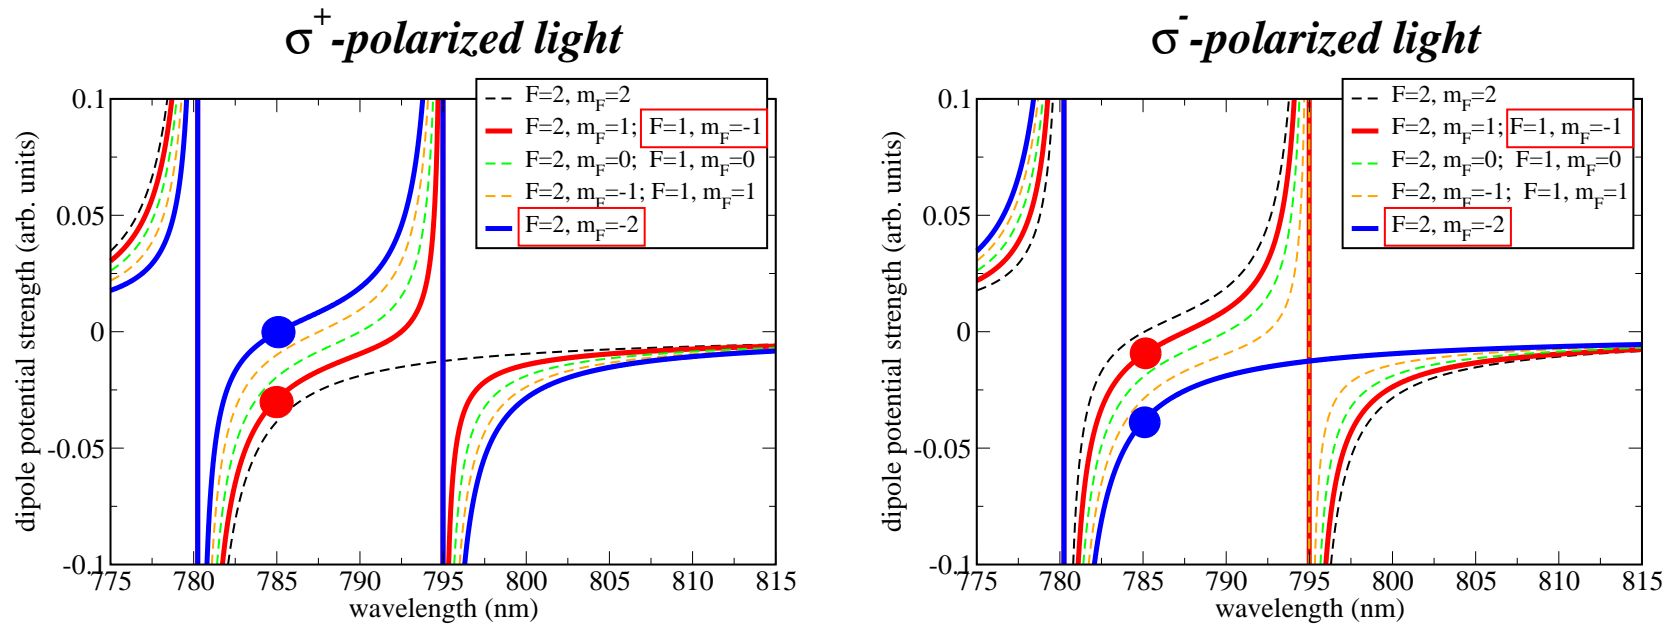 σ+-polarized light
0.1
0.05
0
-0.05
-0.1
775 780 785 790 795 800 805 810 815
wavelength (nm)
dipole potential strength (arb. units)
F=2, mF=2
F=2, mF=1; F=1, mF=-1
F=2, mF=0; F=1, mF=0
F=2, mF=-1; F=1, mF=1
F=2, mF=-2
σ--polarized light
0.1
0.05
0
-0.05
-0.1
775 780 785 790 795 800 805 810 815
wavelength (nm)
dipole potential strength (arb. units)
F=2, mF=2
F=2, mF=1; F=1, mF=-1
F=2, mF=0; F=1, mF=0
F=2, mF=-1; F=1, mF=1
F=2, mF=-2